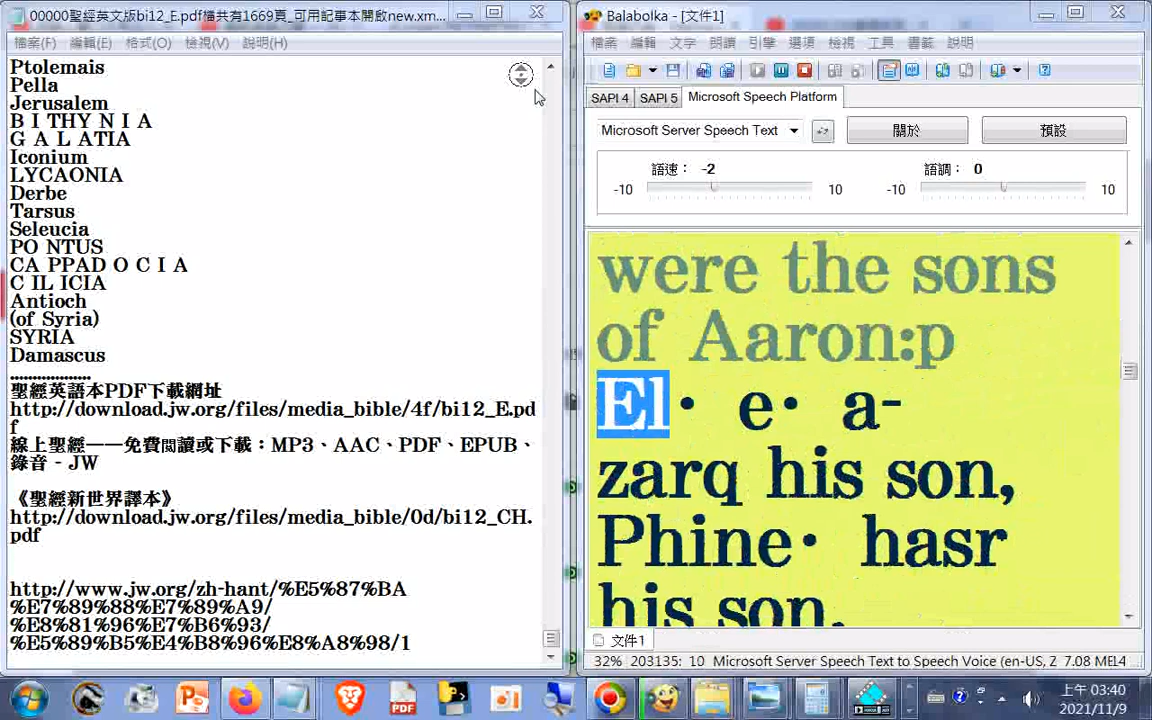 00000聖經英文版bi12_E.pdf檔共有1669頁_可用記事本開啟new.xm...
檔案(F) 編輯(E) 格式(O) 檢視(V) 說明(H)
Ptolemais
Pella
Jerusalem
B I THY N I A
G A L ATIA
Iconium
LYCAONIA
Derbe
Tarsus
Seleucia
PO NTUS
CA PPAD O C I A
C IL ICIA
Antioch
(of Syria)
SYRIA
Damascus
..................
聖經英語本PDF下載網址
http://download.jw.org/files/media_bible/4f/bi12_E.pd
f
線上聖經──免費閱讀或下載：MP3、AAC、PDF、EPUB、
錄音 - JW
《聖經新世界譯本》
http://download.jw.org/files/media_bible/0d/bi12_CH.
pdf
http://www.jw.org/zh-hant/%E5%87%BA
%E7%89%88%E7%89%A9/
%E8%81%96%E7%B6%93/
%E5%89%B5%E4%B8%96%E8%A8%98/1
Balabolka - [文件1]
檔案 編輯 文字 朗讀 引擎 選項 檢視 工具 書籤 說明
SAPI 4 SAPI 5 Microsoft Speech Platform
Microsoft Server Speech Text 關於 預設
語速： -2 語調： 0
-10 10 -10 10
were the sons
of Aaron:p
El· e· a-
zarq his son,
Phine· hasr
his son,
文件1
32% 203135: 10 Microsoft Server Speech Text to Speech Voice (en-US, Z 7.08 ME L4
PDF
上午 03:40
2021/11/9